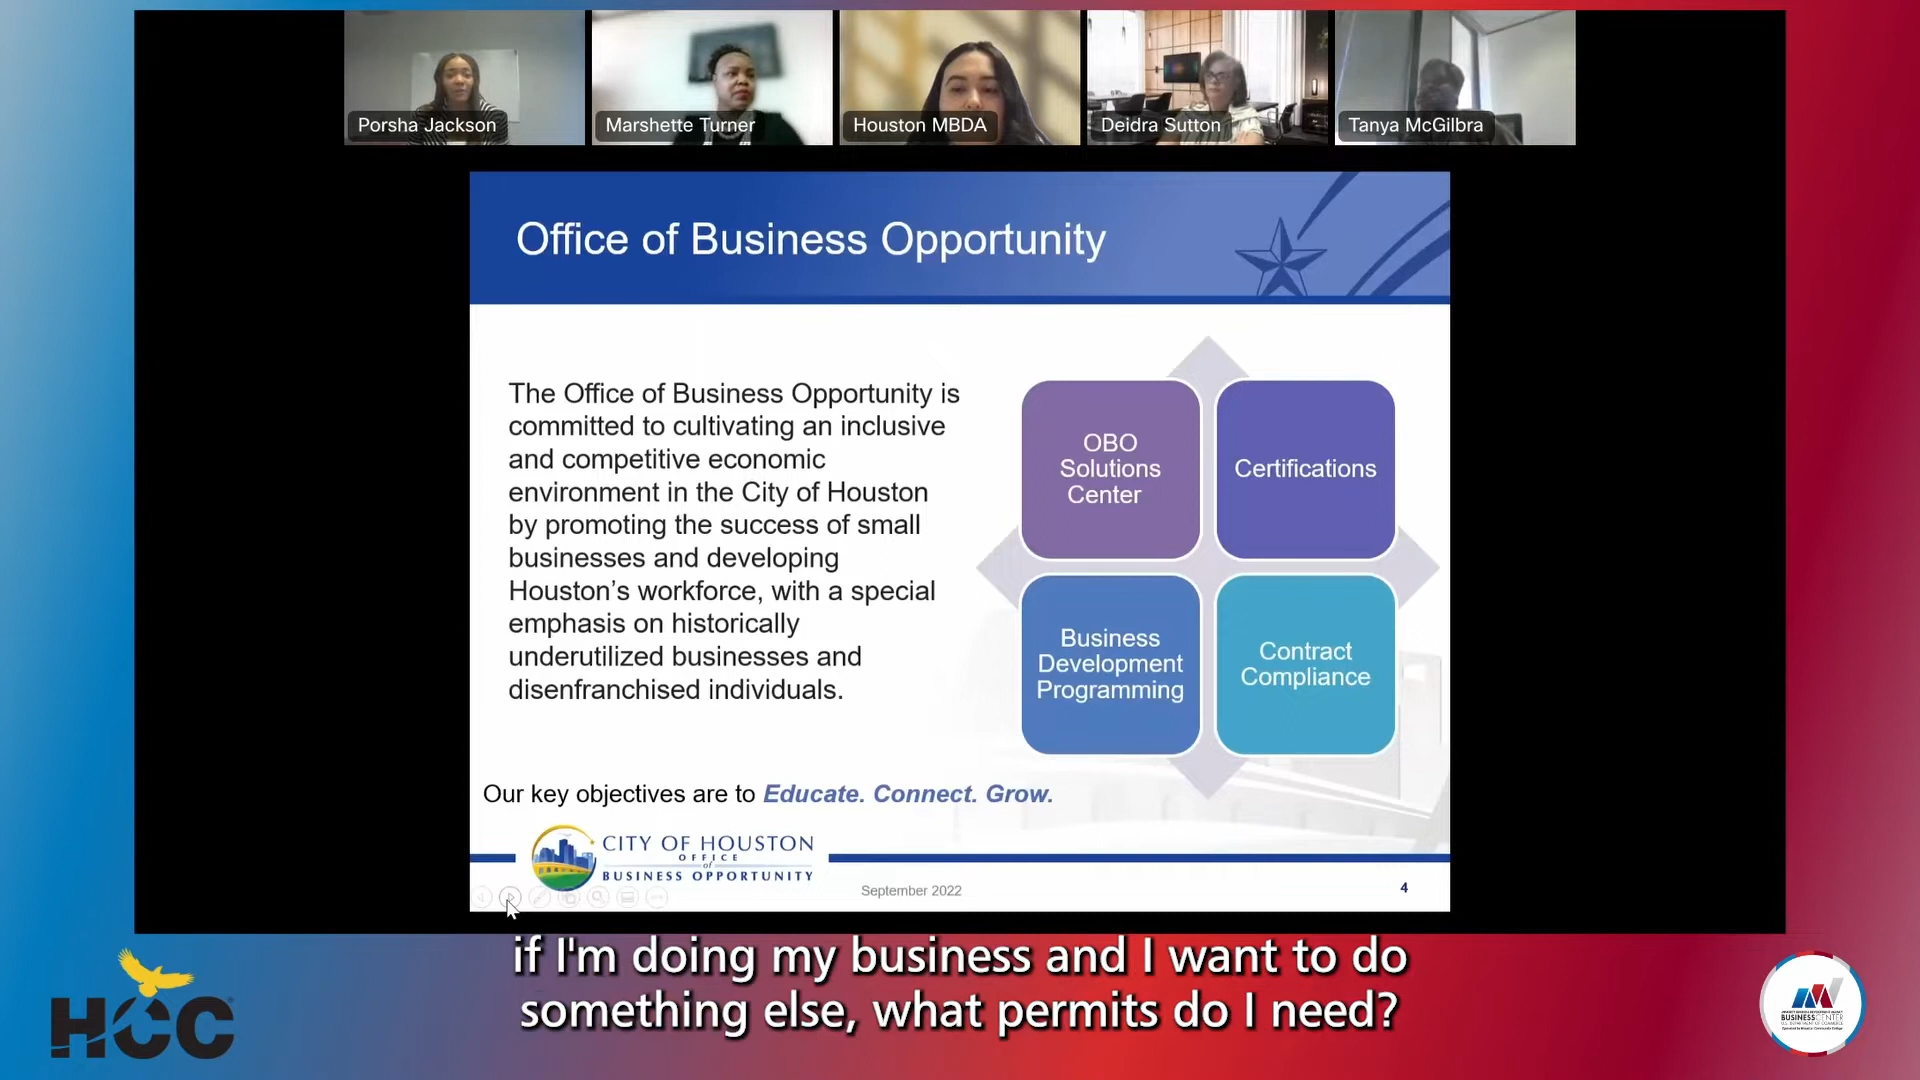 Porsha Jackson
Marshette Turner
Houston MBDA
Deidra Sutton
Tanya McGilbra
Office of Business Opportunity
The Office of Business Opportunity is
committed to cultivating an inclusive
and competitive economic
environment in the City of Houston
by promoting the success of small
businesses and developing
Houston’s workforce, with a special
emphasis on historically
underutilized businesses and
disenfranchised individuals.
OBO
Solutions
Center
Certifications
Business
Development
Programming
Contract
Compliance
Our key objectives are to Educate. Connect. Grow.
CITY OF HOUSTON
OFFICE
of
BUSINESS OPPORTUNITY
September 2022
4
if I'm doing my business and I want to do
something else, what permits do I need?
HCC
BUSINESS CENTER